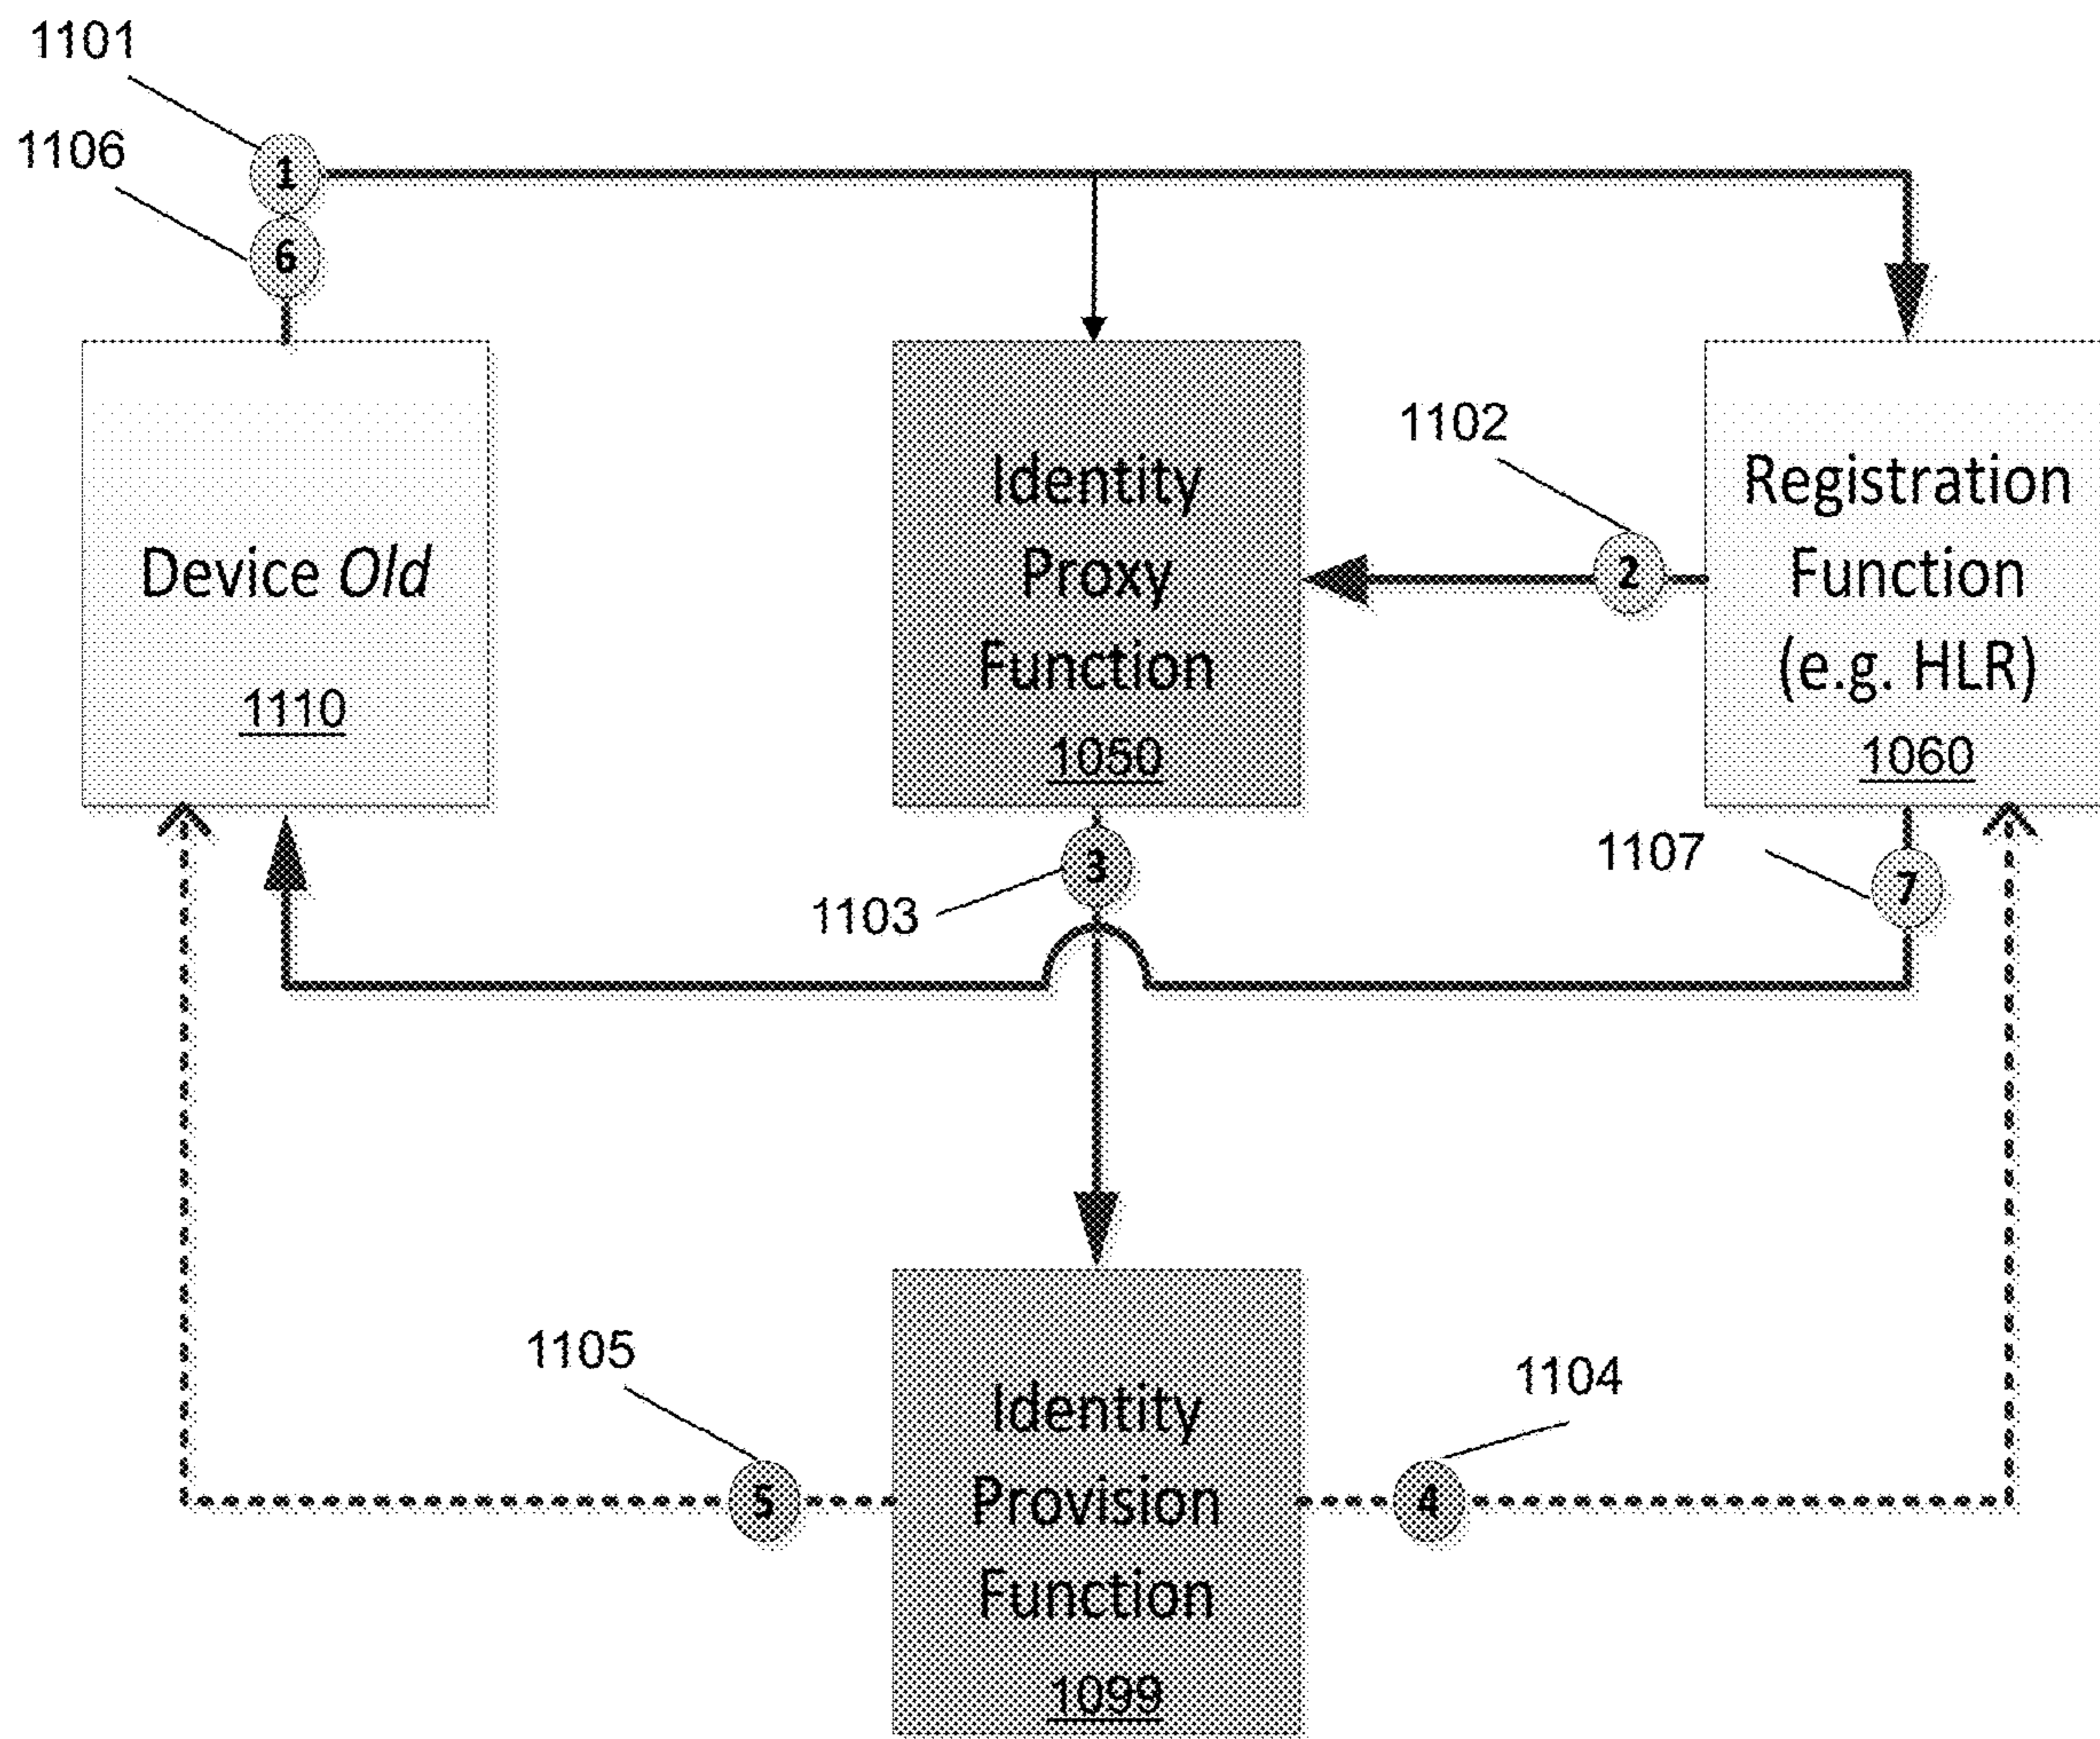 1101
1106
1
6
Device Old
1110
Identity
Proxy
Function
1050
1102
2
Registration
Function
(e.g. HLR)
1060
1103
3
1107
7
1105
5
Identity
Provision
Function
1099
1104
4